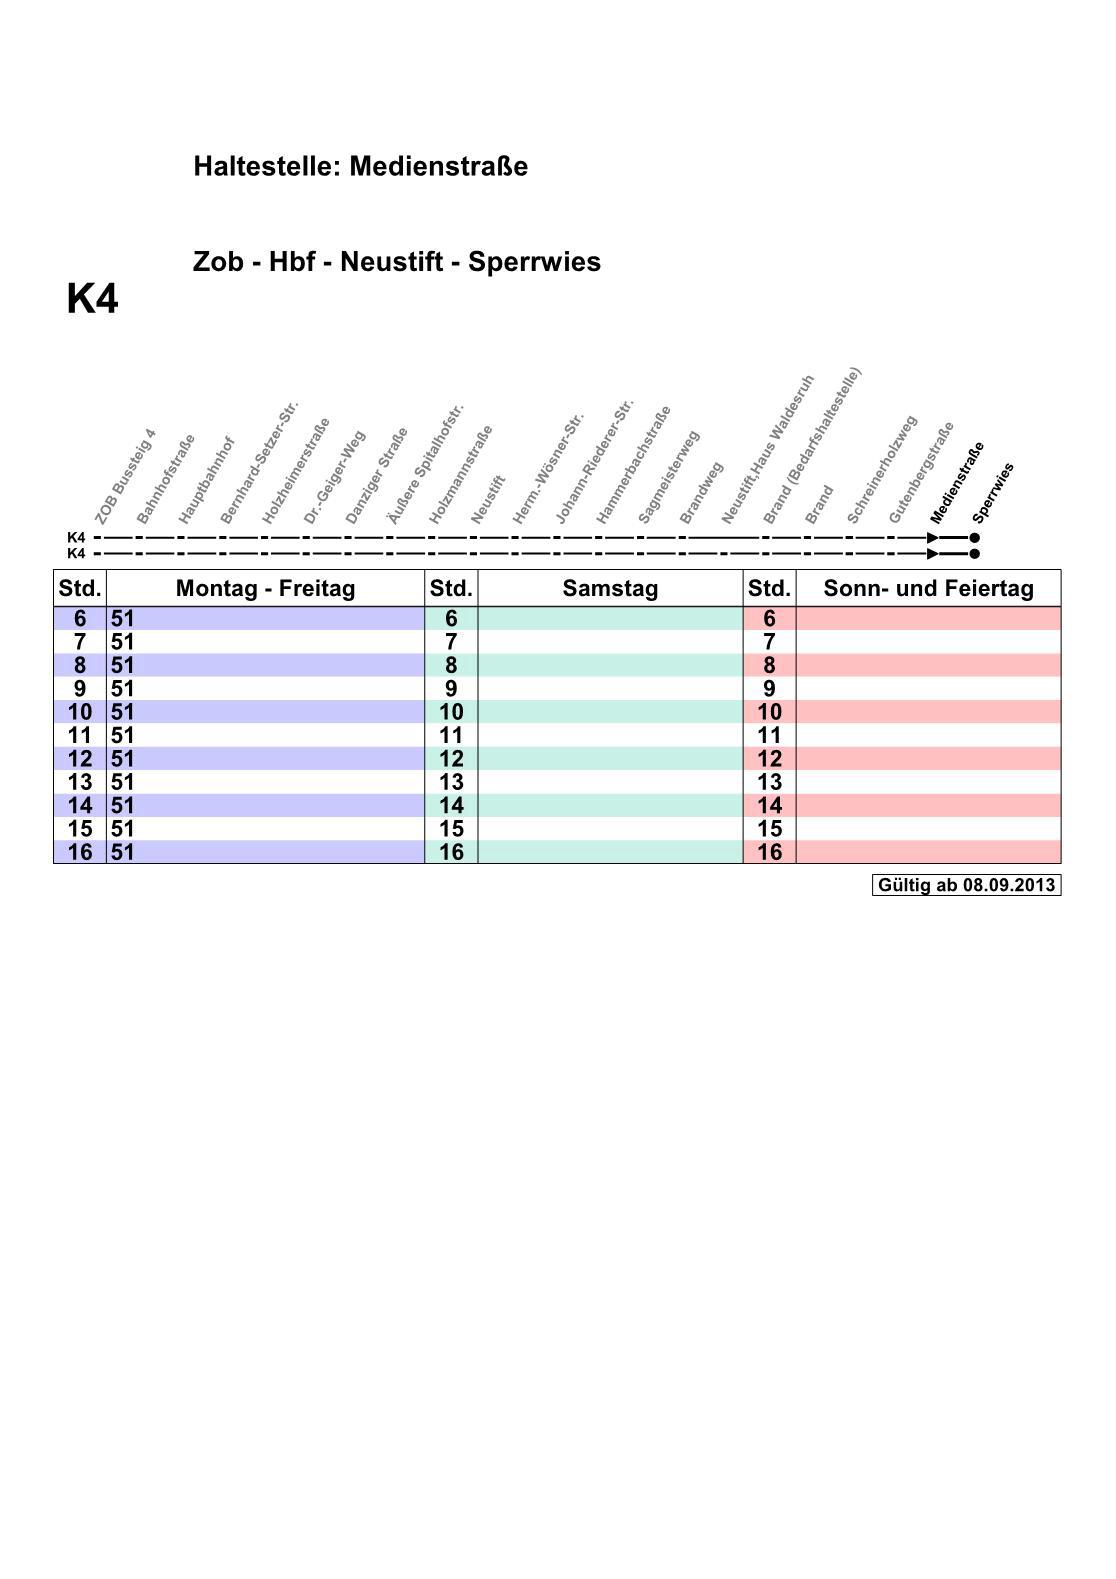 Haltestelle: Medienstraße
Zob - Hbf - Neustift - Sperrwies
K4
ZOB Bussteig 4
Bahnhofstraße
Hauptbahnhof
Bernhard-Setzer-Str.
Holzheimerstraße
Dr.-Geiger-Weg
Danziger Straße
Äußere Spitalhofstr.
Holzmannstraße
Neustift
Herm.-Wösner-Str.
Johann-Riederer-Str.
Hammerbachstraße
Sagmeisterweg
Brandweg
Neustift,Haus Waldesruh
Brand (Bedarfshaltestelle)
Brand
Schreinerholzweg
Gutenbergstraße
Medienstraße
Sperrwies
K4
K4
Std. Montag - Freitag Std. Samstag Std. Sonn- und Feiertag
6 51 6 6
7 51 7 7
8 51 8 8
9 51 9 9
10 51 10 10
11 51 11 11
12 51 12 12
13 51 13 13
14 51 14 14
15 51 15 15
16 51 16 16
Gültig ab 08.09.2013